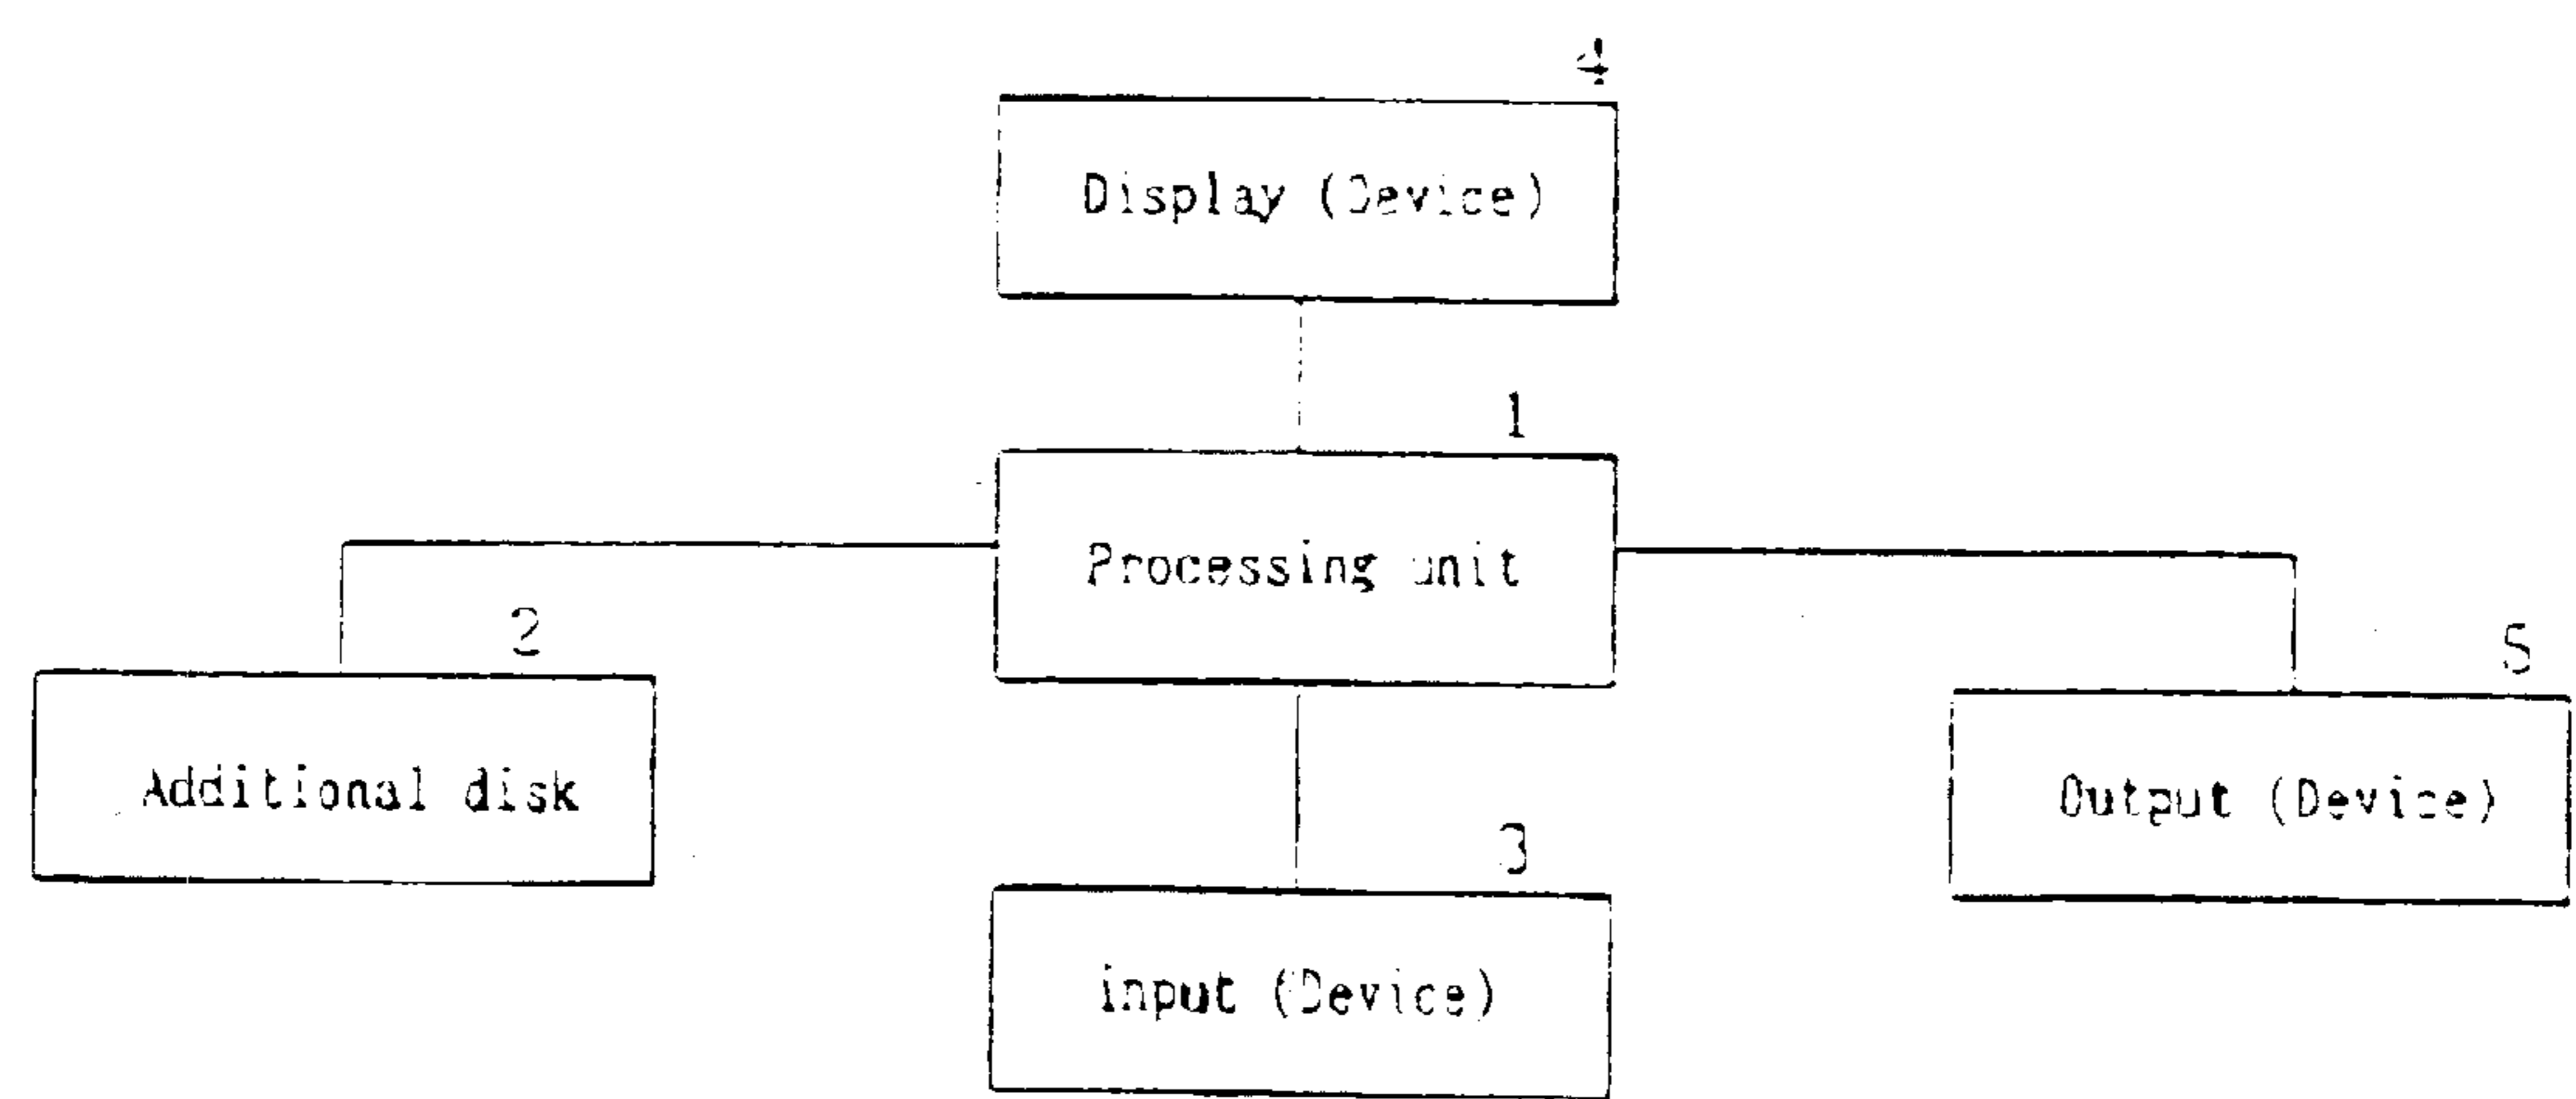 4
Display (Device)
1
Processing unit
2
5
Additional disk
Output (Device)
3
input (Device)